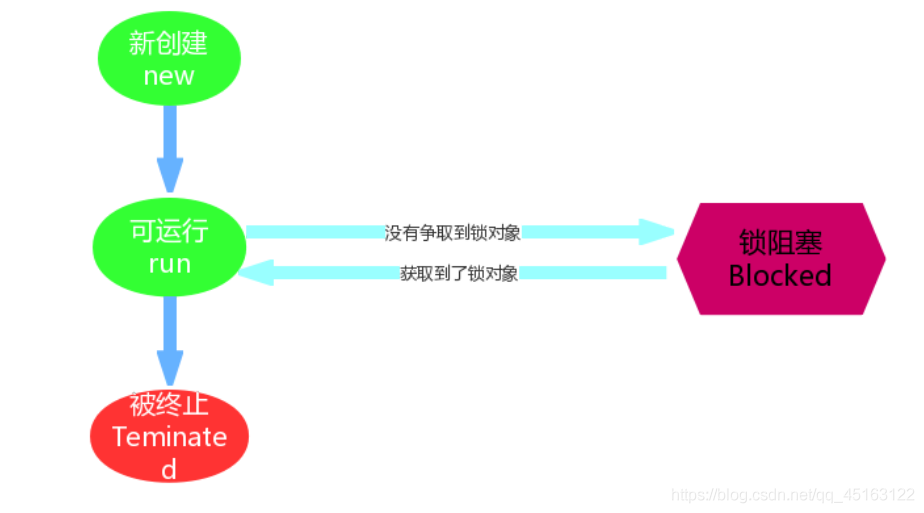 新创建
new
可运行
run
没有争取到锁对象
获取到了锁对象
锁阻塞
Blocked
被终止
Teminate
d
https://blog.csdn.net/qq_45163122